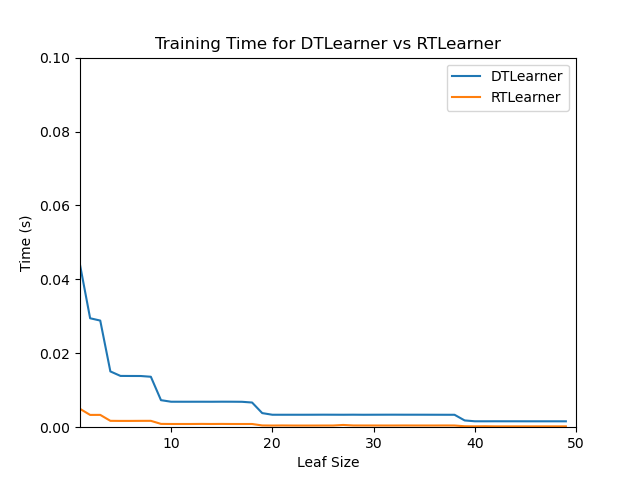 Training Time for DTLearner vs RTLearner
DTLearner
RTLearner
Time (s)
0.10
0.08
0.06
0.04
0.02
0.00
10 20 30 40 50
Leaf Size